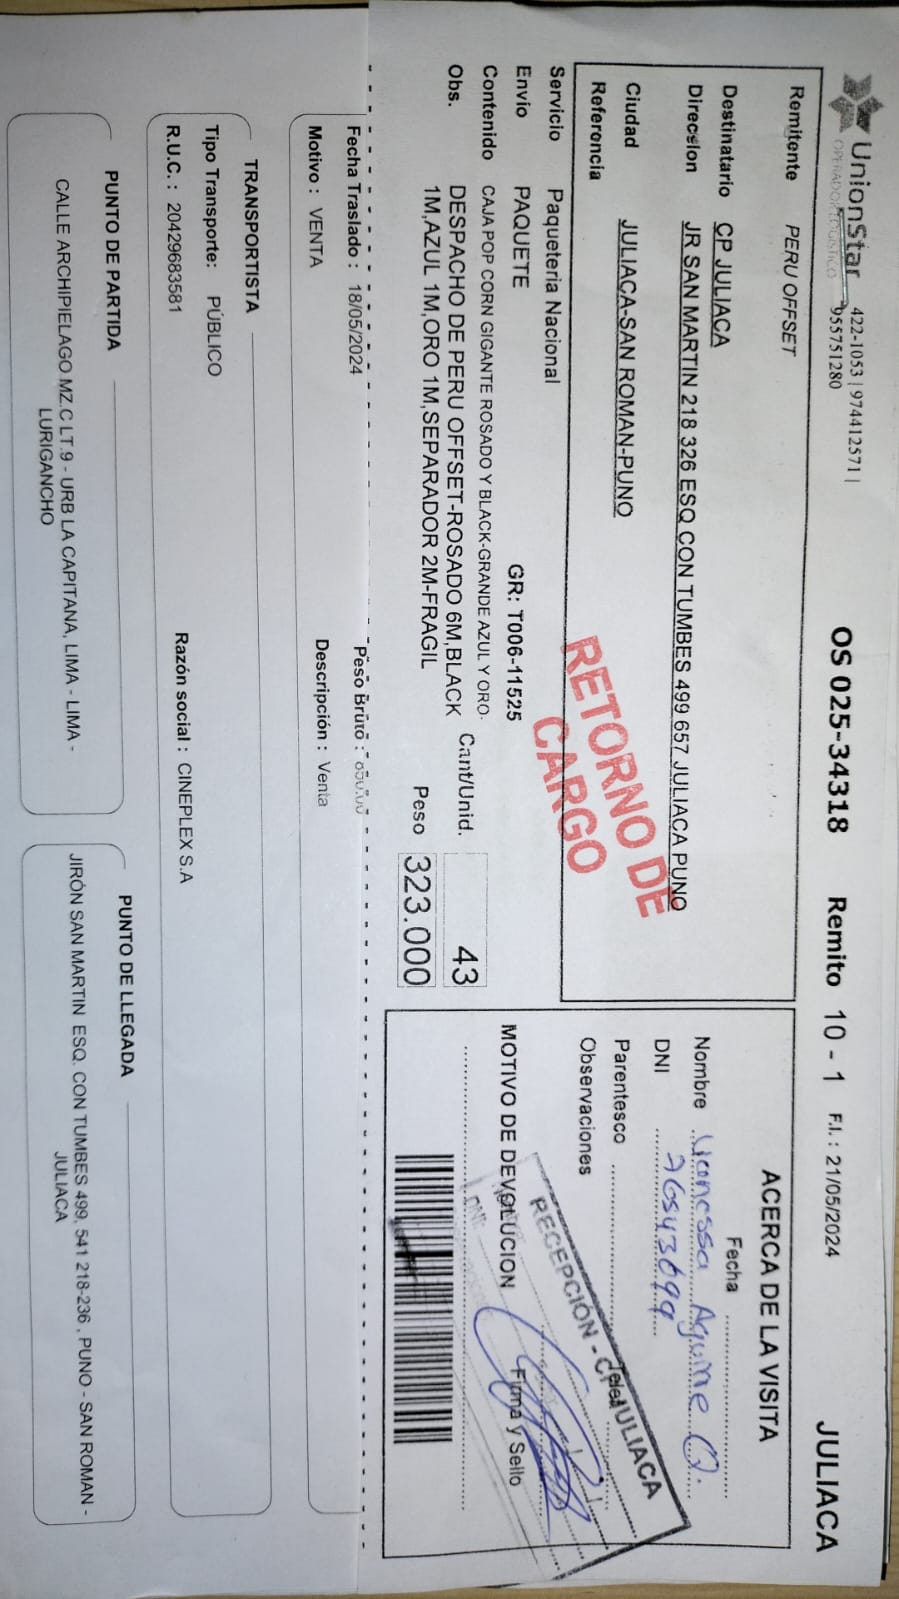 UnionStar
OPERADOR LOGISTICO
422-1053 | 974412571 |
955751280
OS 025-34318
Remito 10 - 1
F.I. : 21/05/2024
JULIACA
Remitente PERU OFFSET
Destinatario CP JULIACA
Direcsion JR SAN MARTIN 218 326 ESQ CON TUMBES 499 657 JULIACA PUNO
Ciudad JULIACA-SAN ROMAN-PUNO
Referencia
RETORNO DE
CARGO
Servicio Paqueteria Nacional
Envio PAQUETE GR: T006-11525
Contenido CAJA POP CORN GIGANTE ROSADO Y BLACK-GRANDE AZUL Y ORO.
Obs. DESPACHO DE PERU OFFSET-ROSADO 6M,BLACK
1M,AZUL 1M,ORO 1M,SEPARADOR 2M-FRAGIL
Cant/Unid. 43
Peso 323.000
ACERCA DE LA VISITA
Fecha
Nombre Vanessa Aguirre Q.
DNI
Parentesco
Observaciones
MOTIVO DE DEVOLUCION
RECEPCIÓN - CP JULIACA
Firma y Sello
Fecha Traslado : 18/05/2024
Peso Bruto :
Motivo : VENTA
Descripción : Venta
TRANSPORTISTA
Tipo Transporte: PÚBLICO
R.U.C. : 20429683581
Razón social : CINEPLEX S.A
PUNTO DE PARTIDA
CALLE ARCHIPIELAGO MZ.C LT.9 - URB LA CAPITANA, LIMA - LIMA -
LURIGANCHO
PUNTO DE LLEGADA
JIRÓN SAN MARTIN ESQ. CON TUMBES 499, 541 218-236 , PUNO - SAN ROMAN -
JULIACA